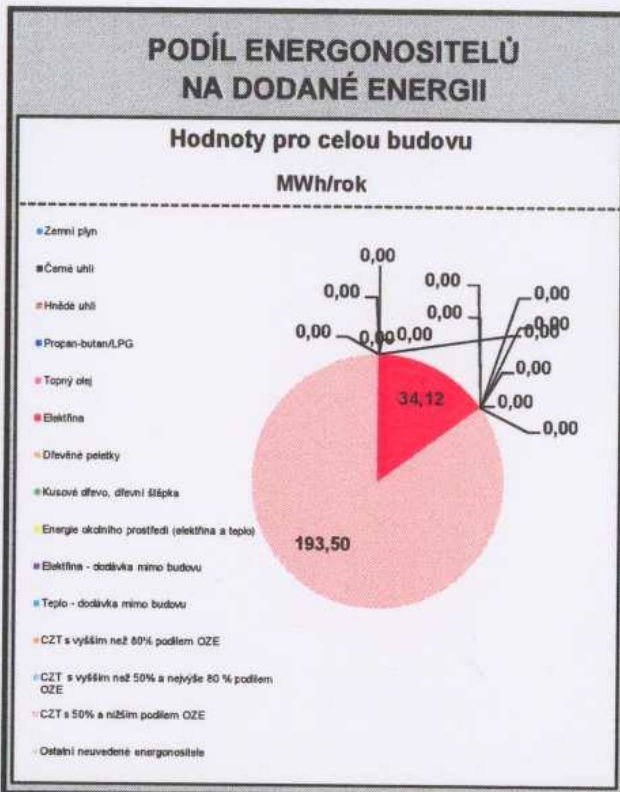 PODÍL ENERGONOSITELŮ
NA DODANÉ ENERGII
Hodnoty pro celou budovu
MWh/rok
Zemní plyn
Černé uhlí
Hnědé uhlí
Propan-butan/LPG
Topný olej
Elektřina
Dřevěné peletky
Kusové dřevo, dřevní štěpka
Energie okolního prostředí (elektřina a teplo)
Elektřina - dodávka mimo budovu
Teplo - dodávka mimo budovu
CZT s vyšším než 80% podílem OZE
CZT s vyšším než 50% a nejvýše 80 % podílem
OZE
CZT s 50% a nižším podílem OZE
Ostatní neuvedené energonositele
0,00
0,00
0,00
0,00
0,00
0,00
0,00
0,00
0,00
0,00
0,00
0,00
0,00
34,12
193,50